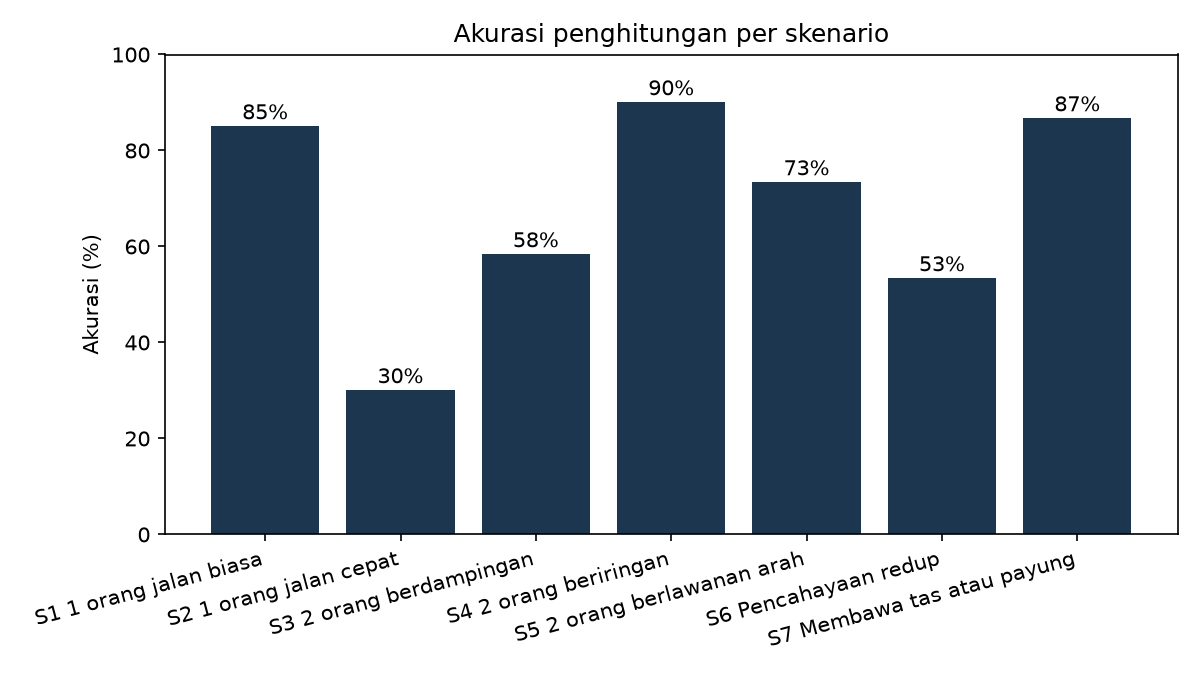 Akurasi penghitungan per skenario
Akurasi (%)
100
80
60
40
20
0
85%
30%
58%
90%
73%
53%
87%
S1 1 orang jalan biasa
S2 1 orang jalan cepat
S3 2 orang berdampingan
S4 2 orang beriringan
S5 2 orang berlawanan arah
S6 Pencahayaan redup
S7 Membawa tas atau payung